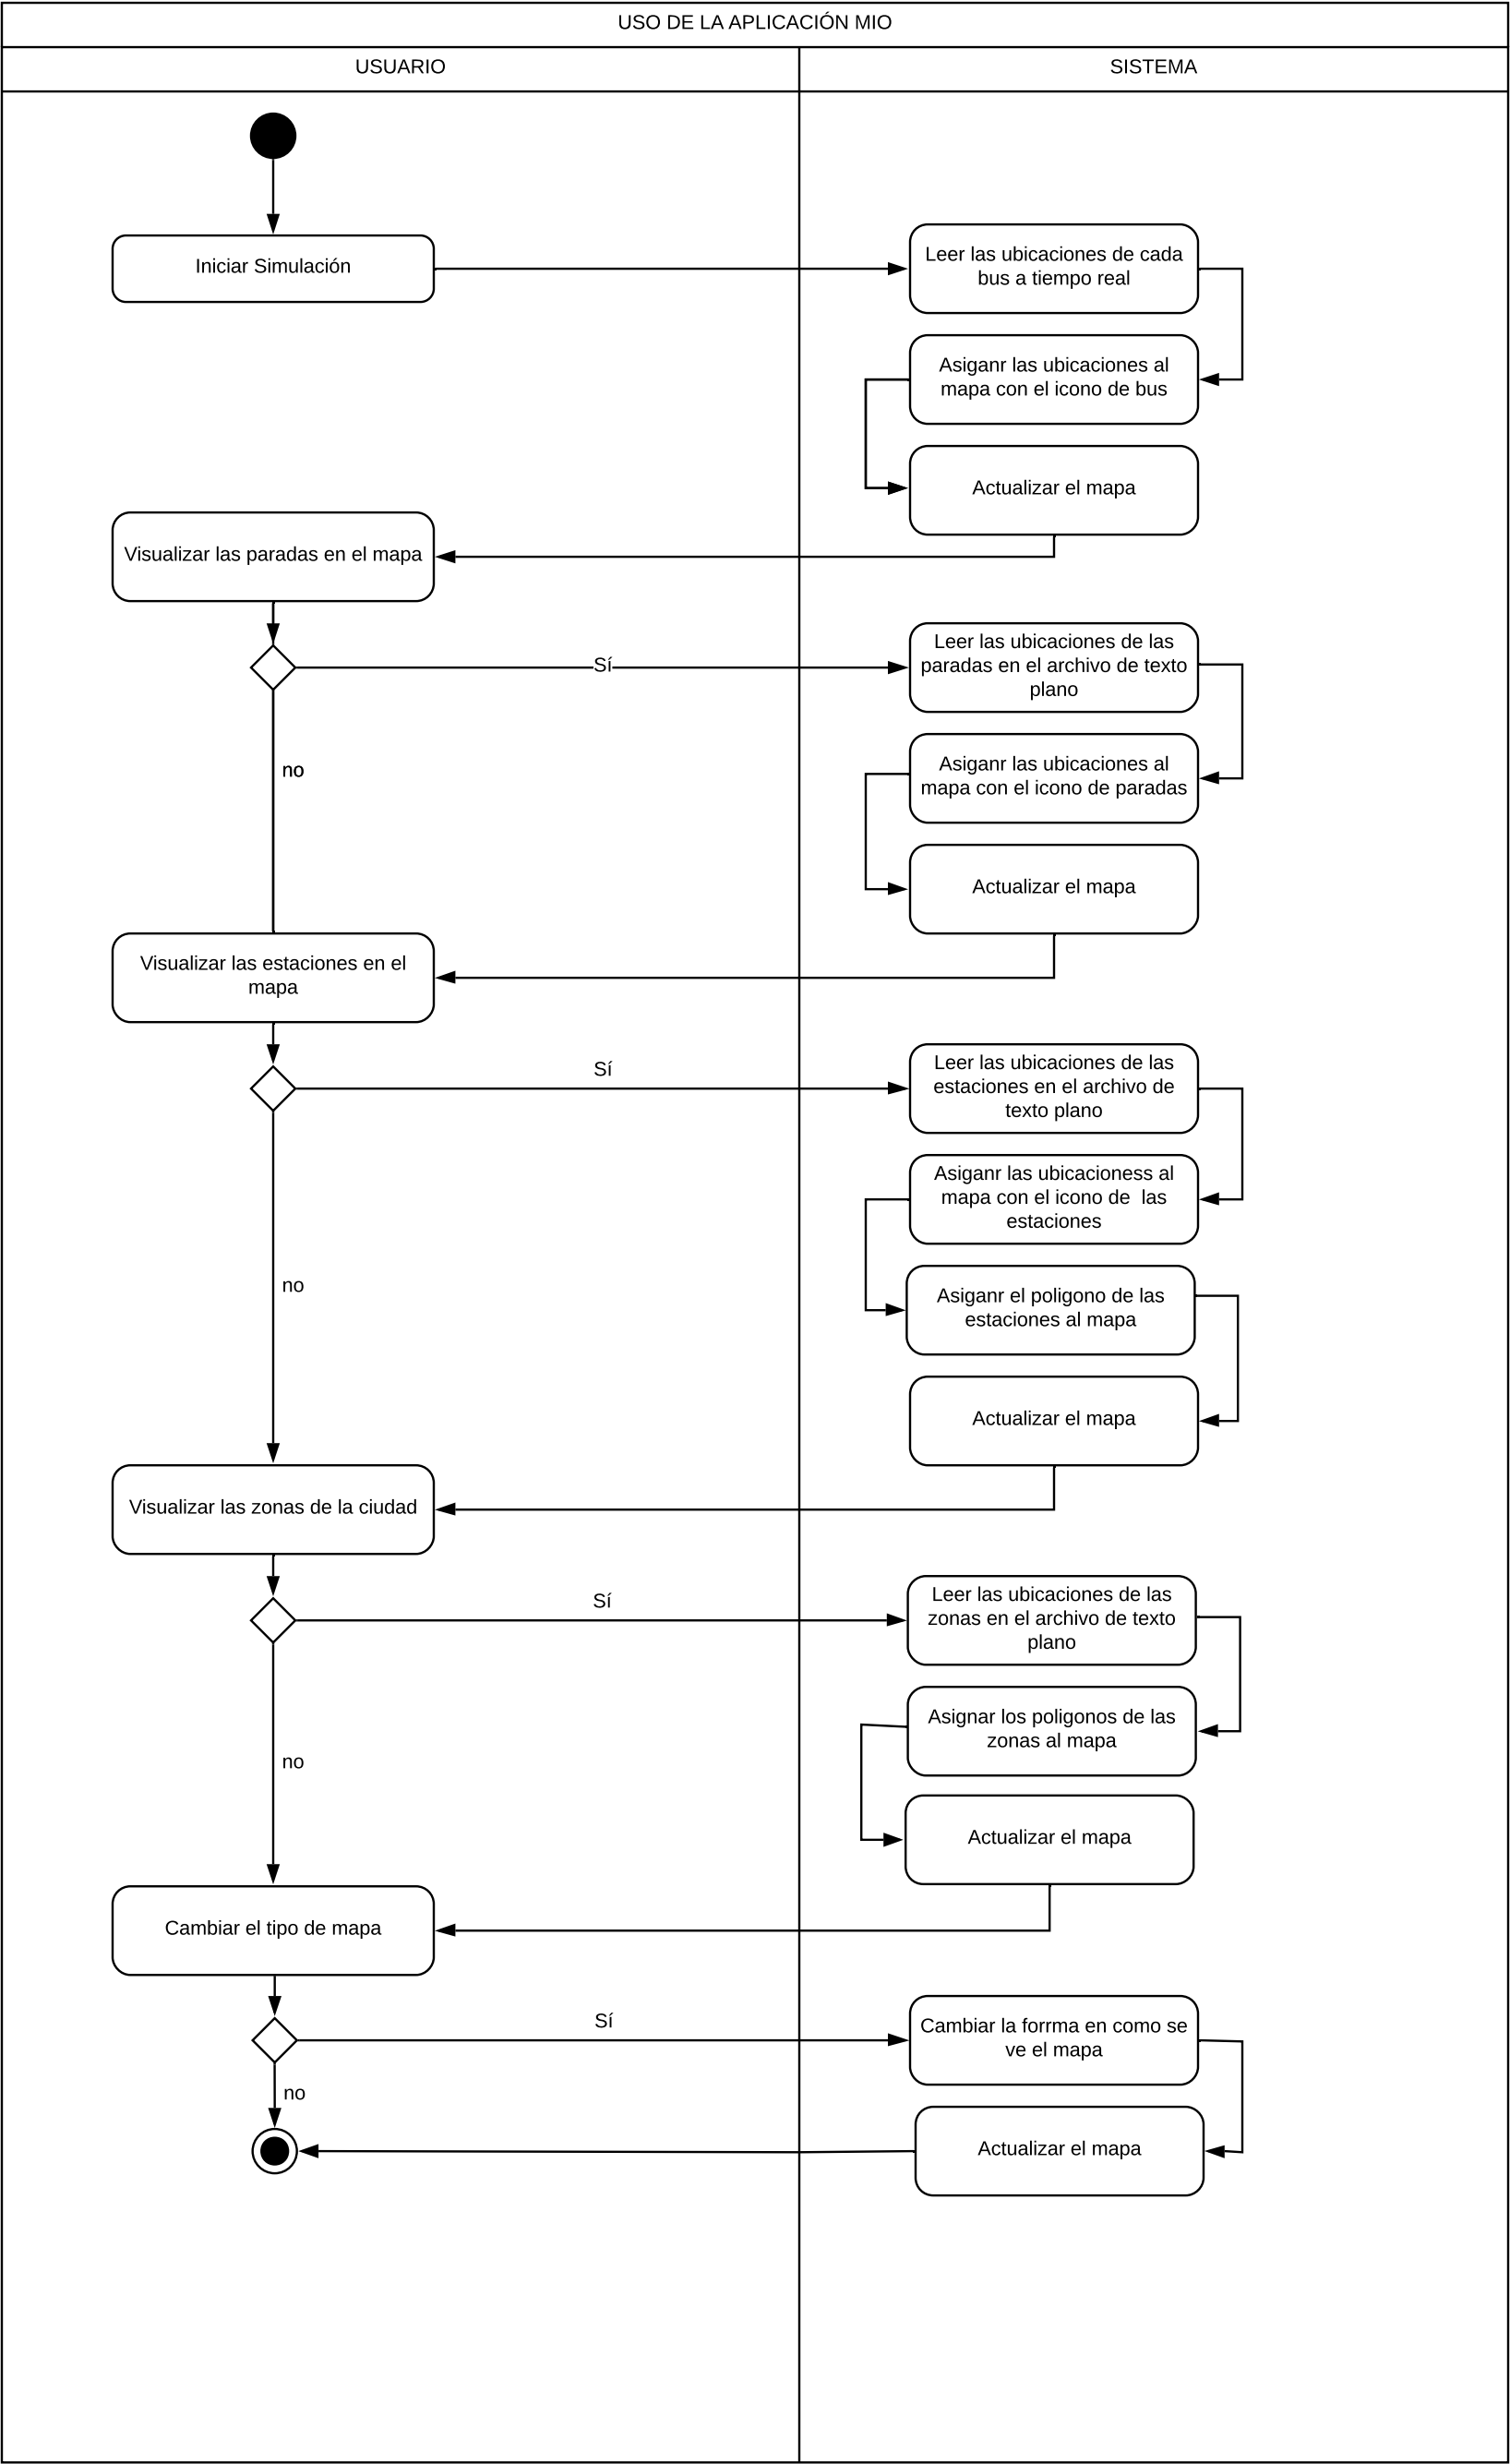 USO DE LA APLICACIÓN MIO
USUARIO
SISTEMA
Iniciar Simulación
Leer las ubicaciones de cada
bus a tiempo real
Asiganr las ubicaciones al
mapa con el icono de bus
Actualizar el mapa
Visualizar las paradas en el mapa
Sí
Leer las ubicaciones de las
paradas en el archivo de texto
plano
no
Asiganr las ubicaciones al
mapa con el icono de paradas
Actualizar el mapa
Visualizar las estaciones en el
mapa
Sí
Leer las ubicaciones de las
estaciones en el archivo de
texto plano
Asiganr las ubicacioness al
mapa con el icono de  las
estaciones
no
Asiganr el poligono de las
estaciones al mapa
Actualizar el mapa
Visualizar las zonas de la ciudad
Sí
Leer las ubicaciones de las
zonas en el archivo de texto
plano
Asignar los poligonos de las
zonas al mapa
no
Actualizar el mapa
Cambiar el tipo de mapa
Sí
Cambiar la forrma en como se
ve el mapa
no
Actualizar el mapa